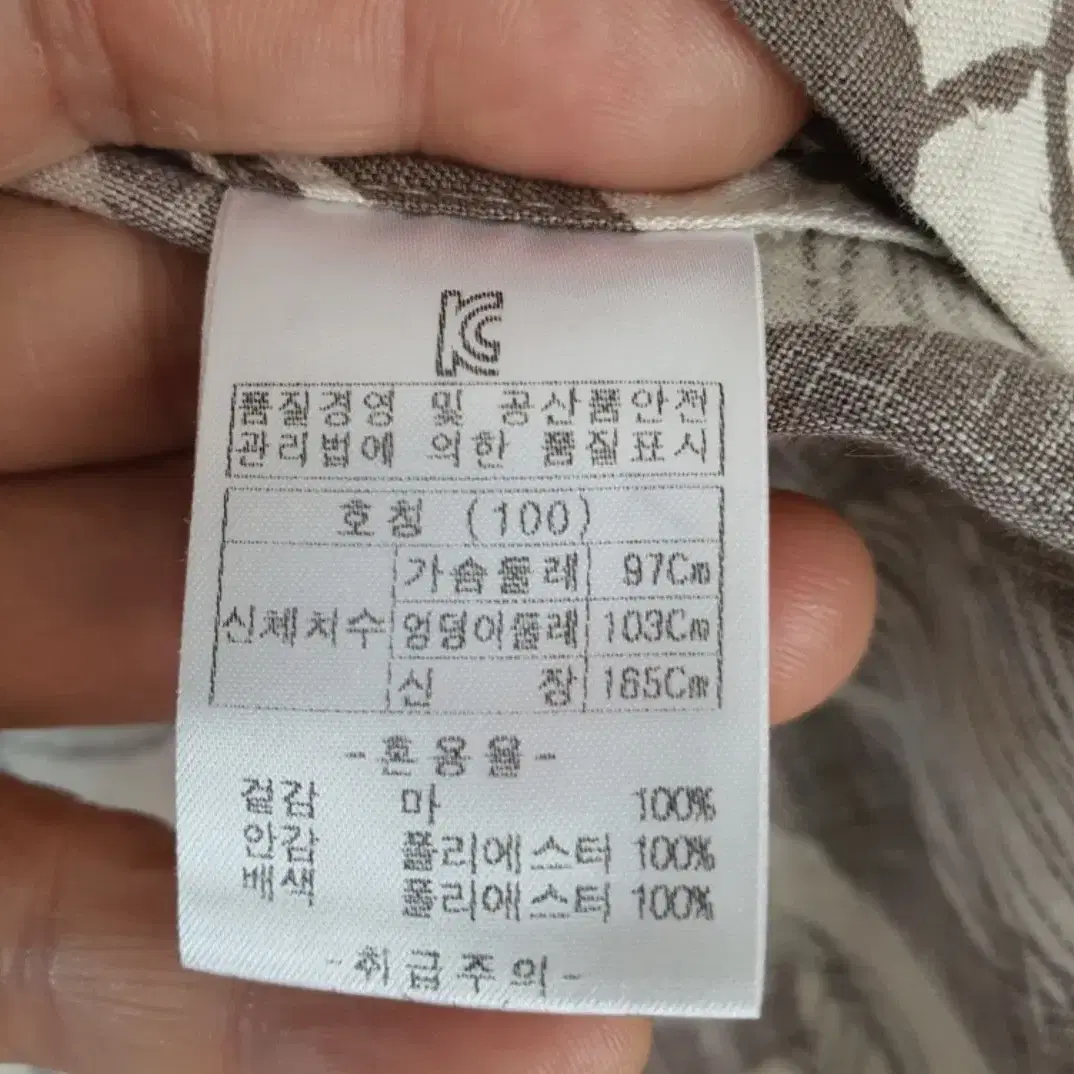 KC
품질경영 및 공산품안전
관리법에 의한 품질표시
호칭 (100)
신체치수
가슴둘레 97Cm
엉덩이둘레 103Cm
신 장 165Cm
-혼용율-
겉감 마 100%
안감 폴리에스터 100%
배색 폴리에스터 100%
-취급주의-